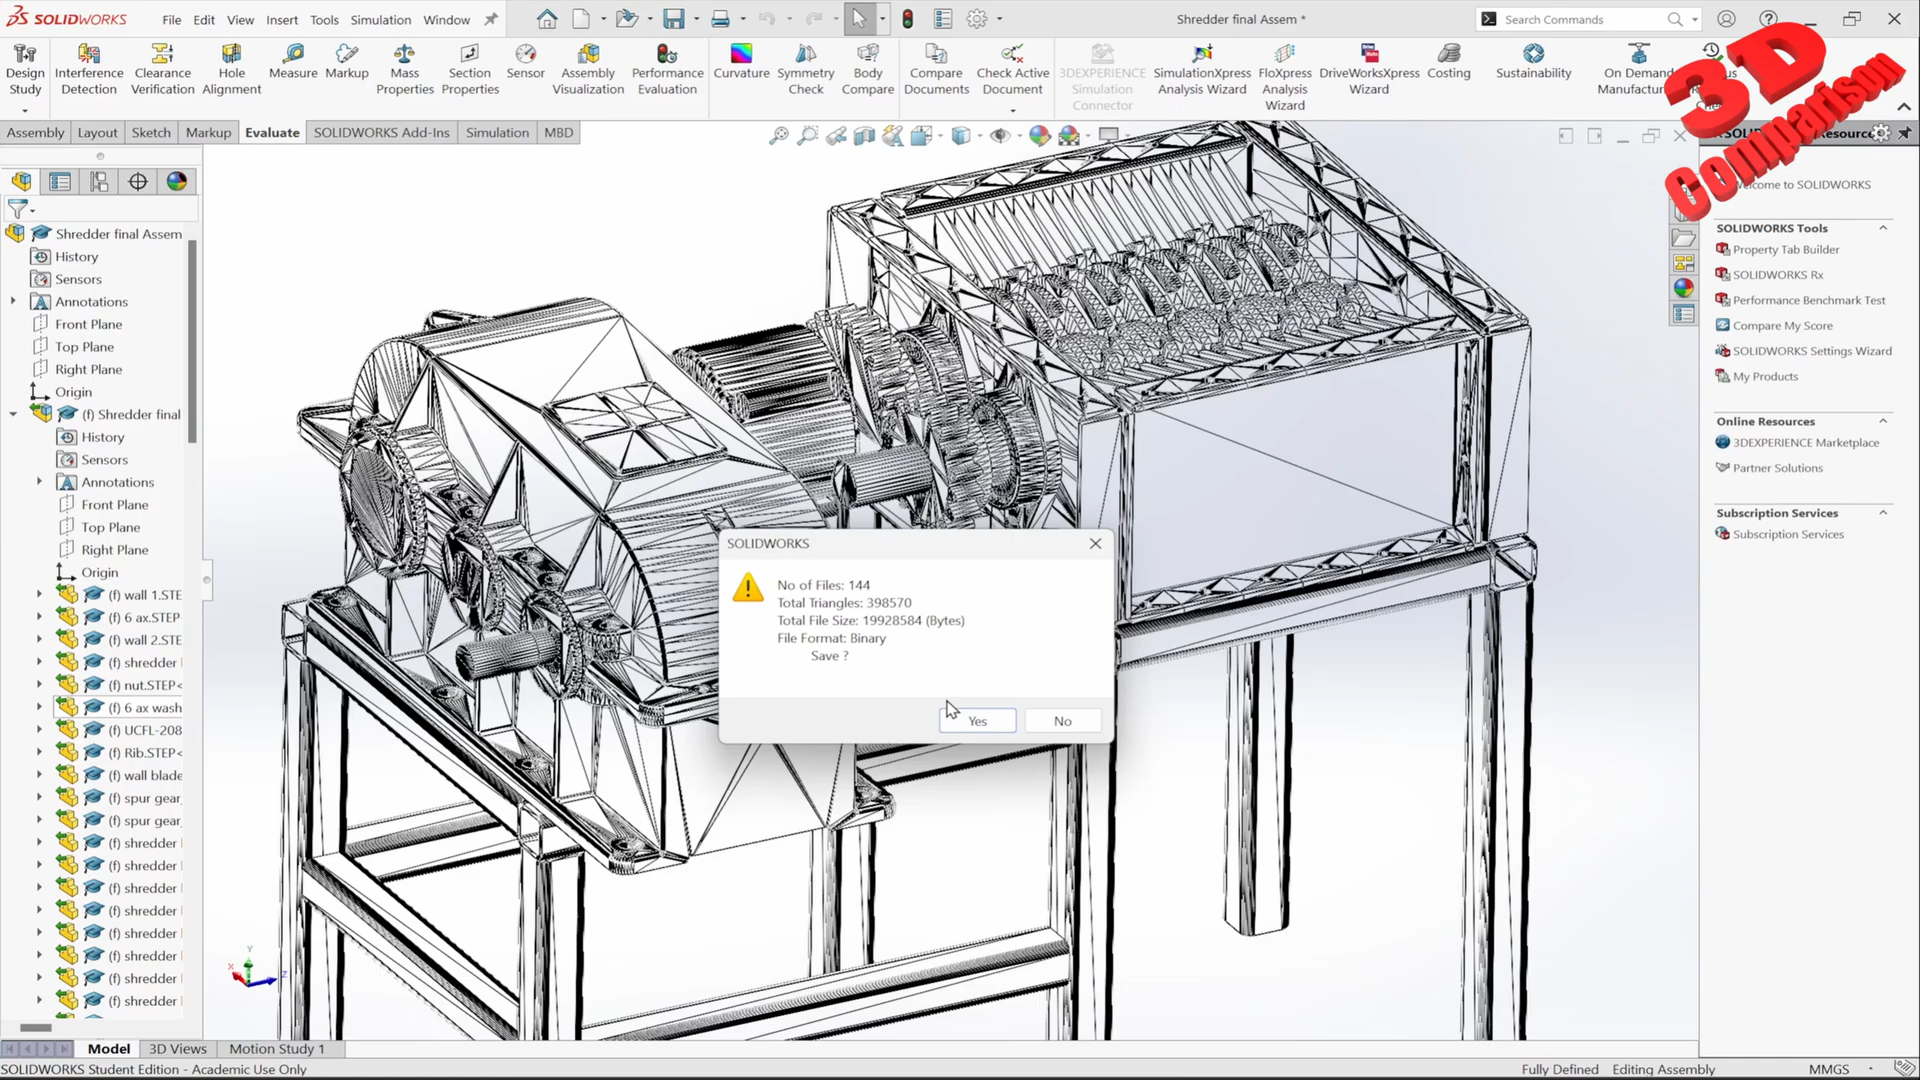 SOLIDWORKS
File Edit View Insert Tools Simulation Window
Shredder final Assem *
Search Commands
Design Study
Interference Detection
Clearance Verification
Hole Alignment
Measure
Markup
Mass Properties
Section Properties
Sensor
Assembly Visualization
Performance Evaluation
Curvature
Symmetry Check
Body Compare
Compare Documents
Check Active Document
3DEXPERIENCE Simulation Connector
SimulationXpress Analysis Wizard
FloXpress Analysis Wizard
DriveWorksXpress Wizard
Costing
Sustainability
On Demand
3D
Comparison
Assembly Layout Sketch Markup Evaluate SOLIDWORKS Add-Ins Simulation MBD
Shredder final Assem
History
Sensors
Annotations
Front Plane
Top Plane
Right Plane
Origin
(f) Shredder final
History
Sensors
Annotations
Front Plane
Top Plane
Right Plane
Origin
(f) wall 1.STE
(f) 6 ax.STEP
(f) wall 2.STE
(f) shredder
(f) nut.STEP<
(f) 6 ax wash
(f) UCFL-208
(f) Rib.STEP<
(f) wall blade
(f) spur gear
(f) spur gear
(f) shredder
(f) shredder
(f) shredder
(f) shredder
(f) shredder
(f) shredder
(f) shredder
(f) shredder
SOLIDWORKS
No of Files: 144
Total Triangles: 398570
Total File Size: 19928584 (Bytes)
File Format: Binary
Save ?
Yes
No
Y
X
Z
to SOLIDWORKS
SOLIDWORKS Tools
Property Tab Builder
SOLIDWORKS Rx
Performance Benchmark Test
Compare My Score
SOLIDWORKS Settings Wizard
My Products
Online Resources
3DEXPERIENCE Marketplace
Partner Solutions
Subscription Services
Subscription Services
Model 3D Views Motion Study 1
SOLIDWORKS Student Edition - Academic Use Only
Fully Defined Editing Assembly MMGS